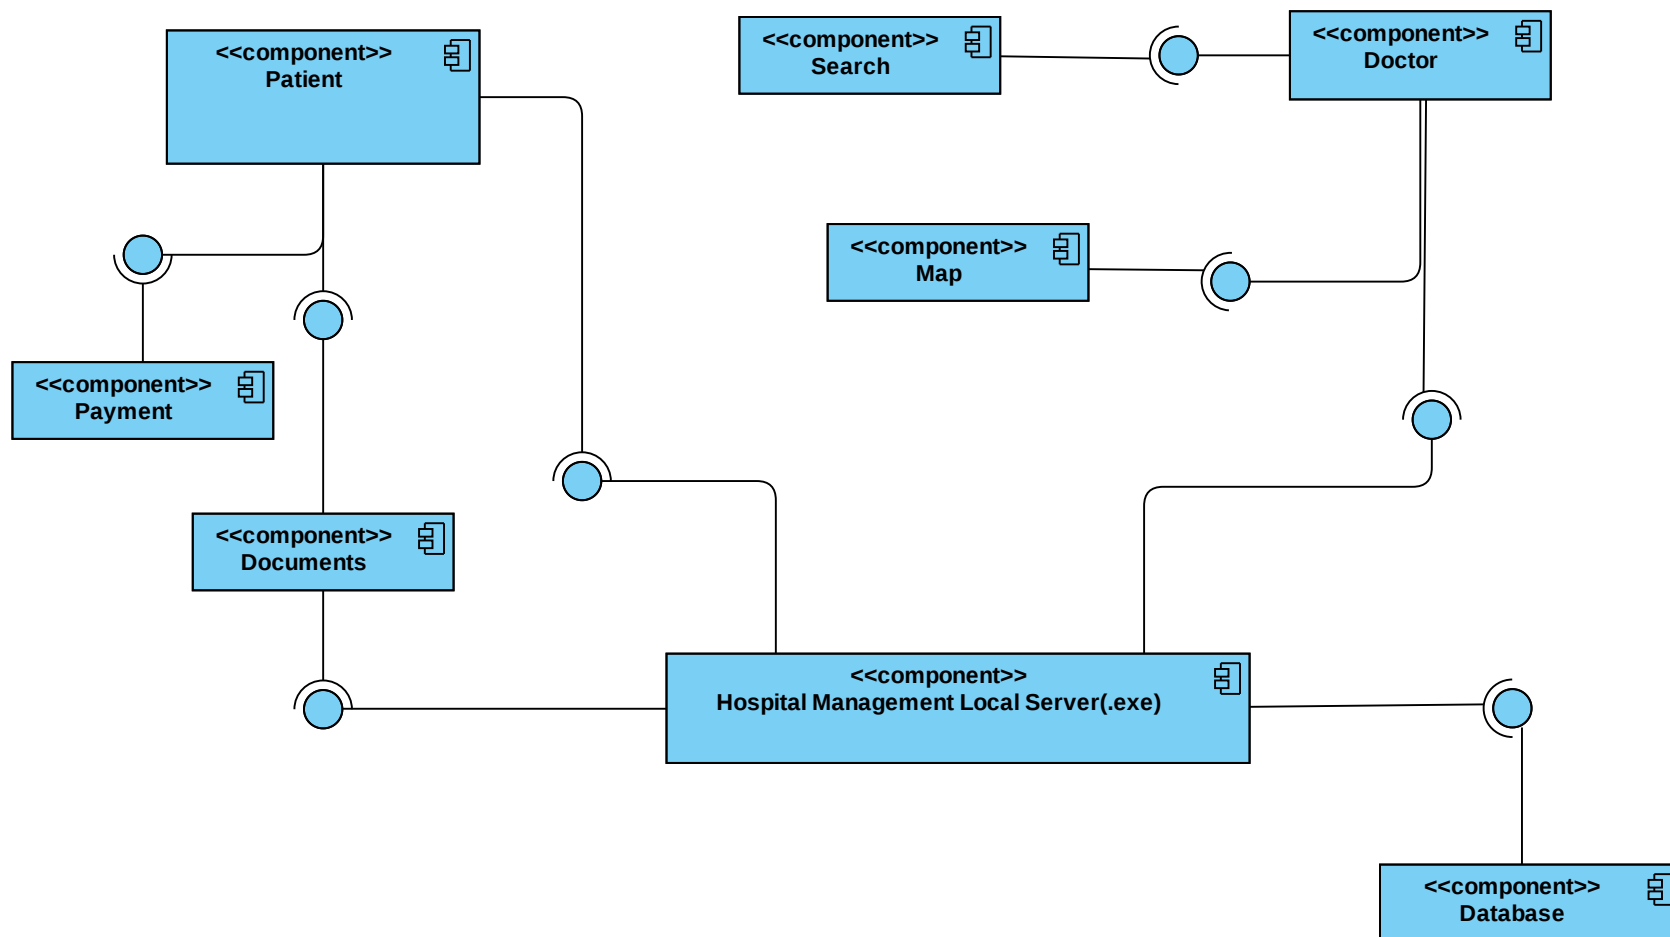 <<component>>
Patient
<<component>>
Search
<<component>>
Doctor
<<component>>
Map
<<component>>
Payment
<<component>>
Documents
<<component>>
Hospital Management Local Server(.exe)
<<component>>
Database